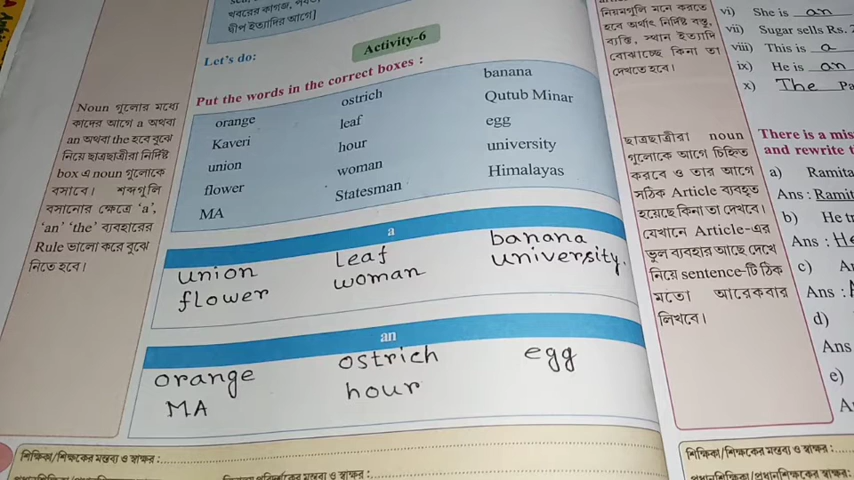 খবরের কাগজ,
দ্বীপ ইত্যাদির আগে]
Let's do:
Activity-6
Put the words in the correct boxes :
orange ostrich banana
Kaveri leaf Qutub Minar
union hour egg
flower woman university
MA Statesman Himalayas
a
union leaf banana
flower woman university.
an
orange ostrich egg
MA hour
Noun গুলোর মধ্যে
কাদের আগে a অথবা
an অথবা the হবে বুঝে
নিয়ে ছাত্রছাত্রীরা নির্দিষ্ট
box এ noun গুলোকে
বসাবে। শব্দগুলি
বসানোর ক্ষেত্রে 'a',
'an' 'the' ব্যবহারের
Rule ভালো করে বুঝে
নিতে হবে।
শিক্ষিকা/শিক্ষকের মন্তব্য ও স্বাক্ষর :
নিয়মগুলি মনে করতে
হবে অর্থাৎ নির্দিষ্ট বস্তু,
ব্যক্তি, স্থান ইত্যাদি
বোঝাচ্ছে কিনা তা
দেখতে হবে।
ছাত্রছাত্রীরা noun
গুলোকে আগে চিহ্নিত
করবে ও তার আগে
সঠিক Article ব্যবহৃত
হয়েছে কিনা তা দেখবে।
যেখানে Article-এর
ভুল ব্যবহার আছে দেখে
নিয়ে sentence-টি ঠিক
মতো আরেকবার
লিখবে।
vi) She is an
vii) Sugar sells Rs.
viii) This is a
ix) He is an
x) The Pa
There is a mis
and rewrite t
a) Ramita
Ans : Ramit
b) He tr
Ans : He
c) A
Ans :
d)
Ans
e)
A
শিক্ষিকা/শিক্ষকের মন্তব্য ও স্বাক্ষর :